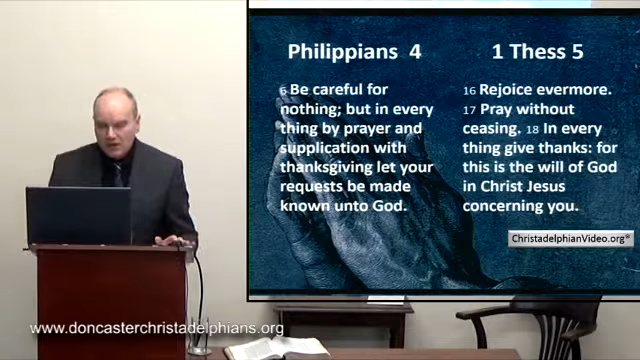 Philippians 4
6 Be careful for
nothing; but in every
thing by prayer and
supplication with
thanksgiving let your
requests be made
known unto God.
1 Thess 5
16 Rejoice evermore.
17 Pray without
ceasing. 18 In every
thing give thanks: for
this is the will of God
in Christ Jesus
concerning you.
ChristadelphianVideo.org®
www.doncasterchristadelphians.org